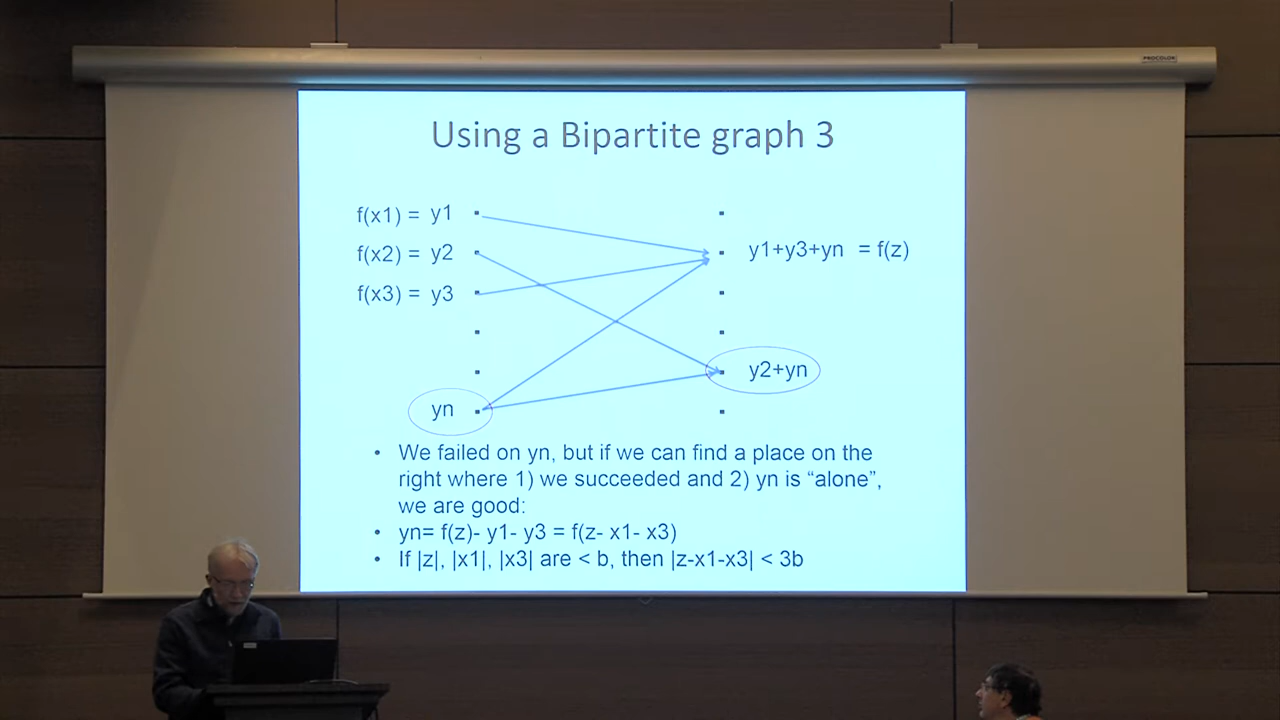 PROCOLOR
Using a Bipartite graph 3
f(x1) = y1
f(x2) = y2
f(x3) = y3
yn
y1+y3+yn = f(z)
y2+yn
• We failed on yn, but if we can find a place on the
right where 1) we succeeded and 2) yn is “alone”,
we are good:
• yn= f(z)- y1- y3 = f(z- x1- x3)
• If |z|, |x1|, |x3| are < b, then |z-x1-x3| < 3b